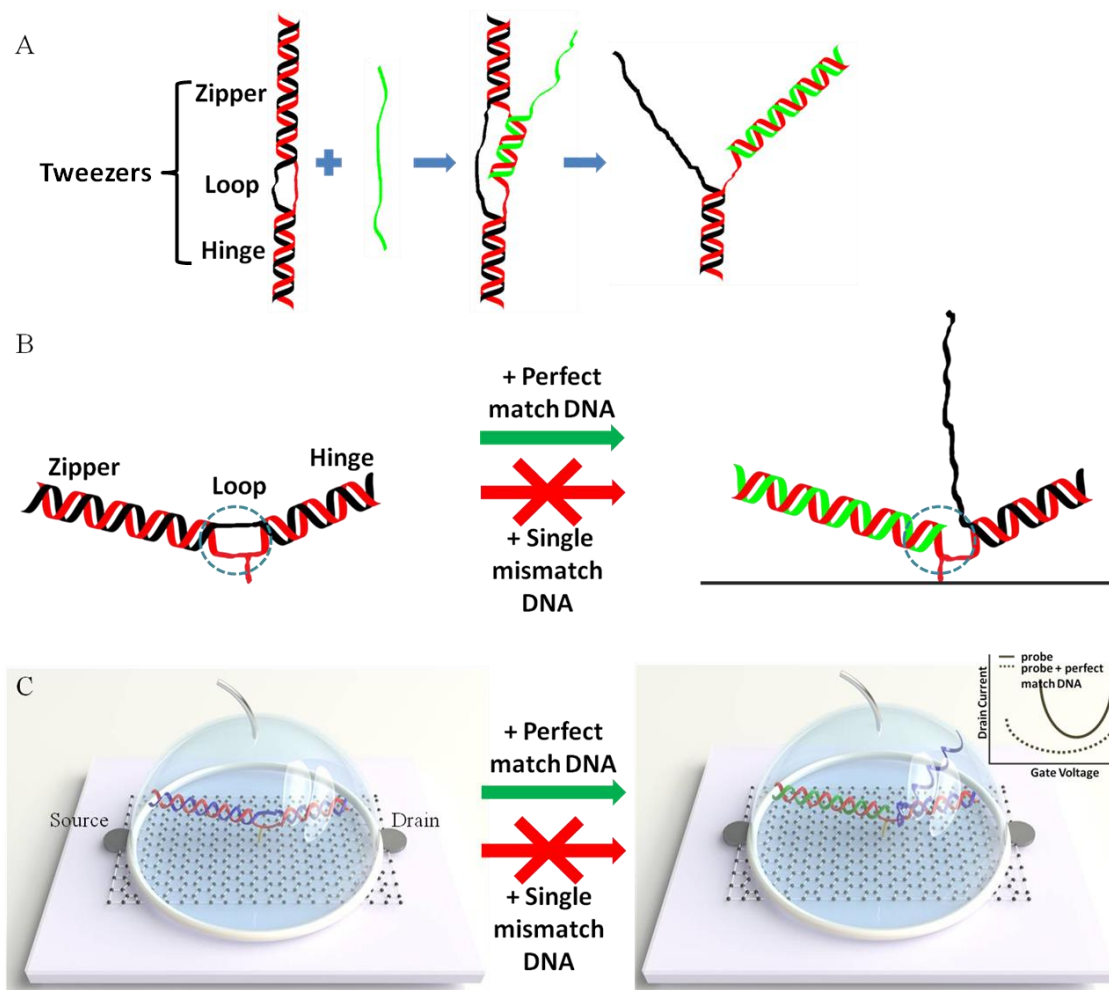 A
Zipper
Tweezers
Loop
Hinge
B
+ Perfect
match DNA
Zipper
Loop
Hinge
+ Single
mismatch
DNA
C
Source
Drain
+ Perfect
match DNA
+ Single
mismatch
DNA
probe
probe + perfect
match DNA
Drain Current
Gate Voltage